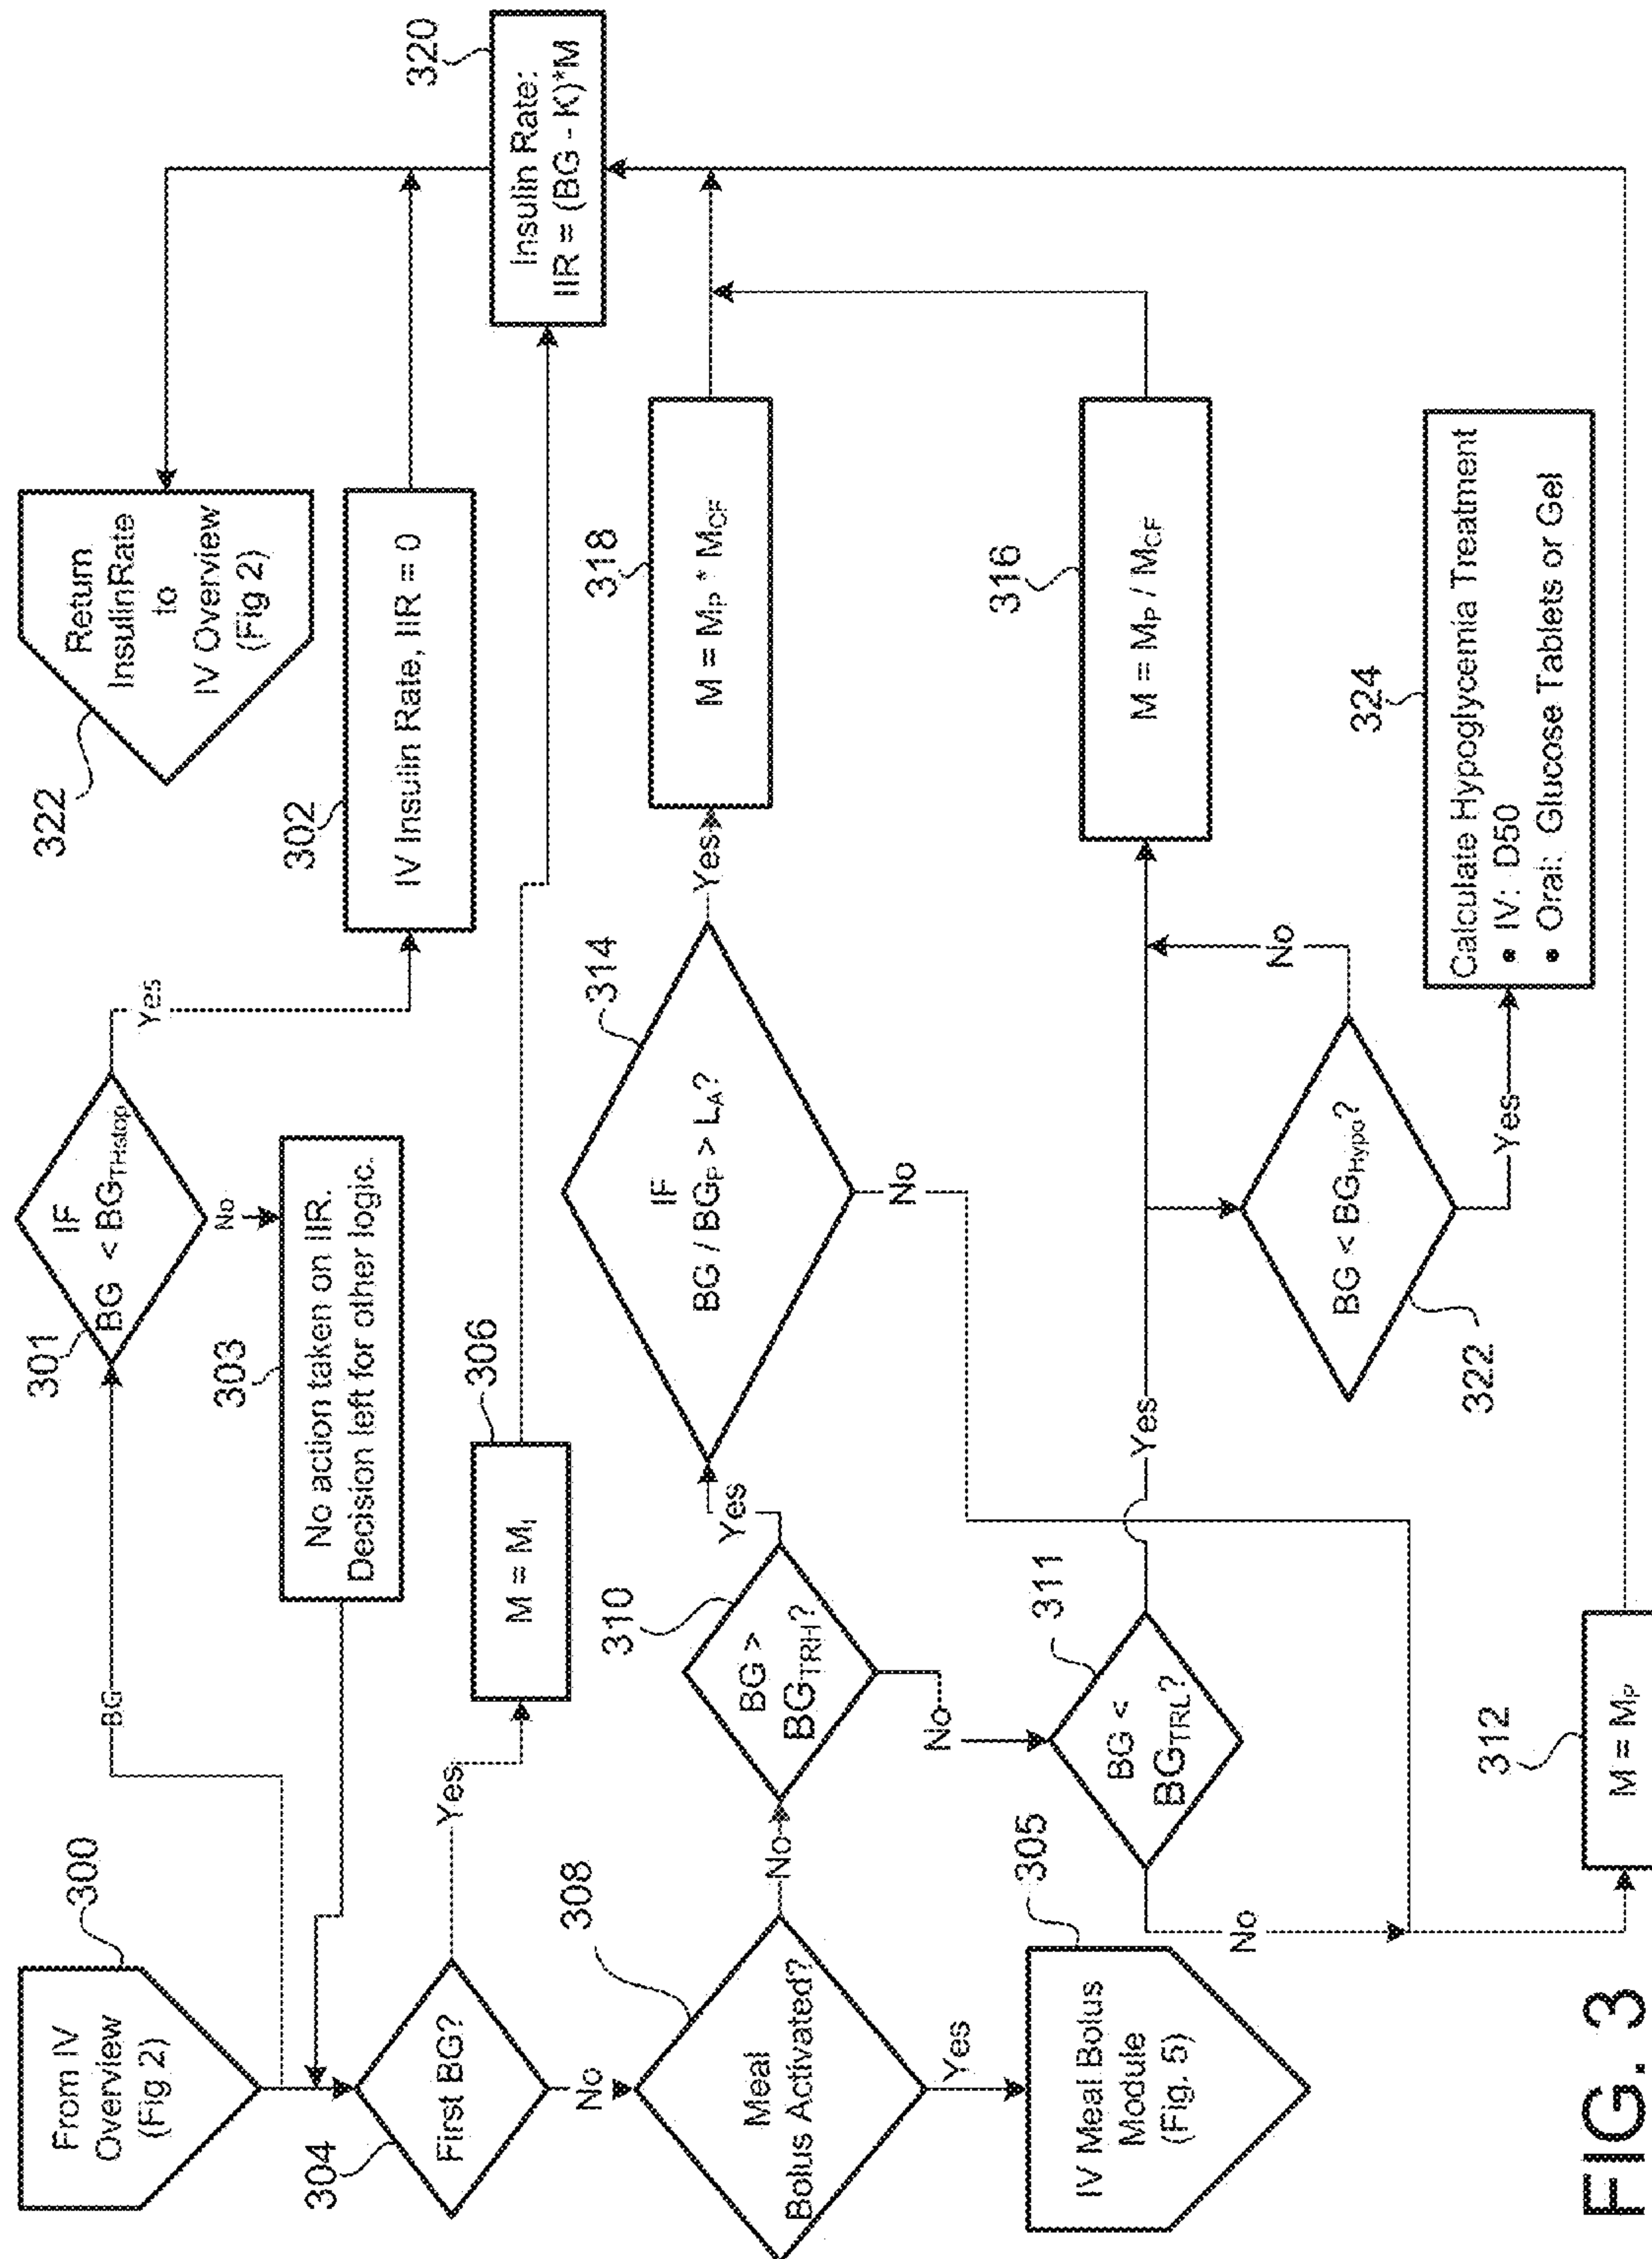 From IV
Overview
(Fig 2)
300
BG
301
IF
BG < BG_THstop
Yes
No
303
No action taken on IIR.
Decision left for other logic.
302
IV Insulin Rate, IIR = 0
322
Return
InsulinRate
to
IV Overview
(Fig 2)
304
First BG?
Yes
No
306
M = M_I
320
Insulin Rate:
IIR = (BG - K)*M
308
Meal
Bolus Activated?
No
Yes
310
BG >
BG_TRH?
Yes
No
314
IF
BG / BG_P > L_A?
Yes
No
318
M = M_P * M_CF
305
IV Meal Bolus
Module
(Fig. 5)
311
BG <
BG_TRL?
Yes
No
316
M = M_P / M_CF
322
BG < BG_Hypo?
No
Yes
324
Calculate Hypoglycemia Treatment
• IV: D50
• Oral: Glucose Tablets or Gel
312
M = M_P
FIG. 3